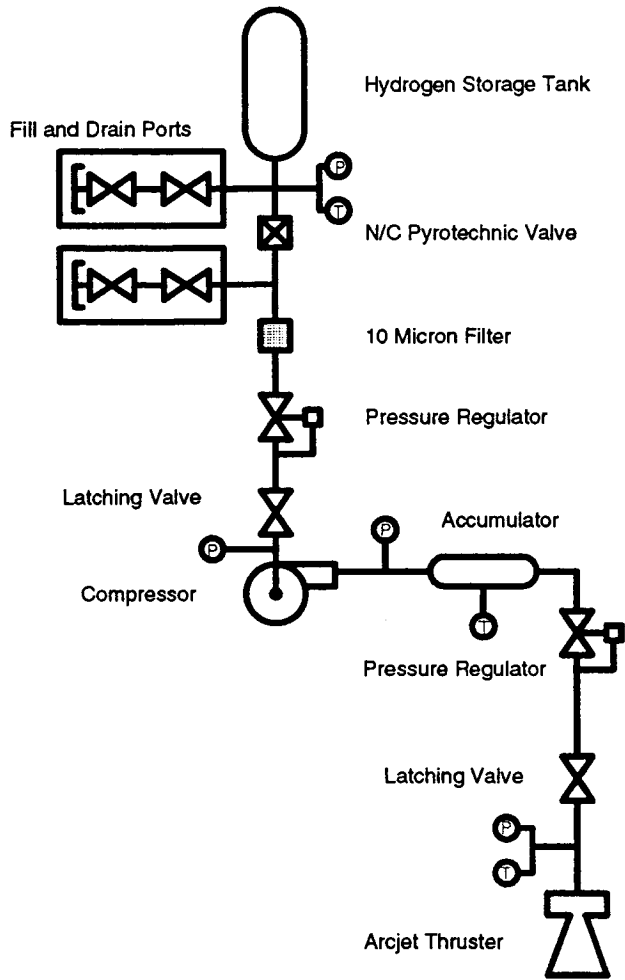 Hydrogen Storage Tank
Fill and Drain Ports
P
T
N/C Pyrotechnic Valve
10 Micron Filter
Pressure Regulator
Latching Valve
P
P
Accumulator
Compressor
T
Pressure Regulator
Latching Valve
P
T
Arcjet Thruster